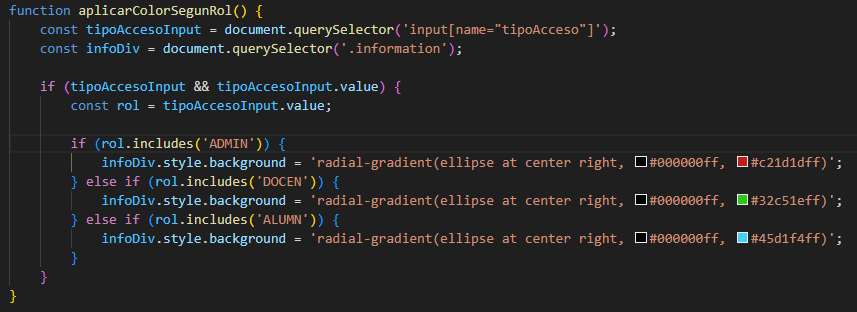 function aplicarColorSegunRol() {
const tipoAccesoInput = document.querySelector('input[name="tipoAcceso"]');
const infoDiv = document.querySelector('.information');
if (tipoAccesoInput && tipoAccesoInput.value) {
const rol = tipoAccesoInput.value;
if (rol.includes('ADMIN')) {
infoDiv.style.background = 'radial-gradient(ellipse at center right, #000000ff, #c21d1dff)';
} else if (rol.includes('DOCEN')) {
infoDiv.style.background = 'radial-gradient(ellipse at center right, #000000ff, #32c51eff)';
} else if (rol.includes('ALUMN')) {
infoDiv.style.background = 'radial-gradient(ellipse at center right, #000000ff, #45d1f4ff)';
}
}
}